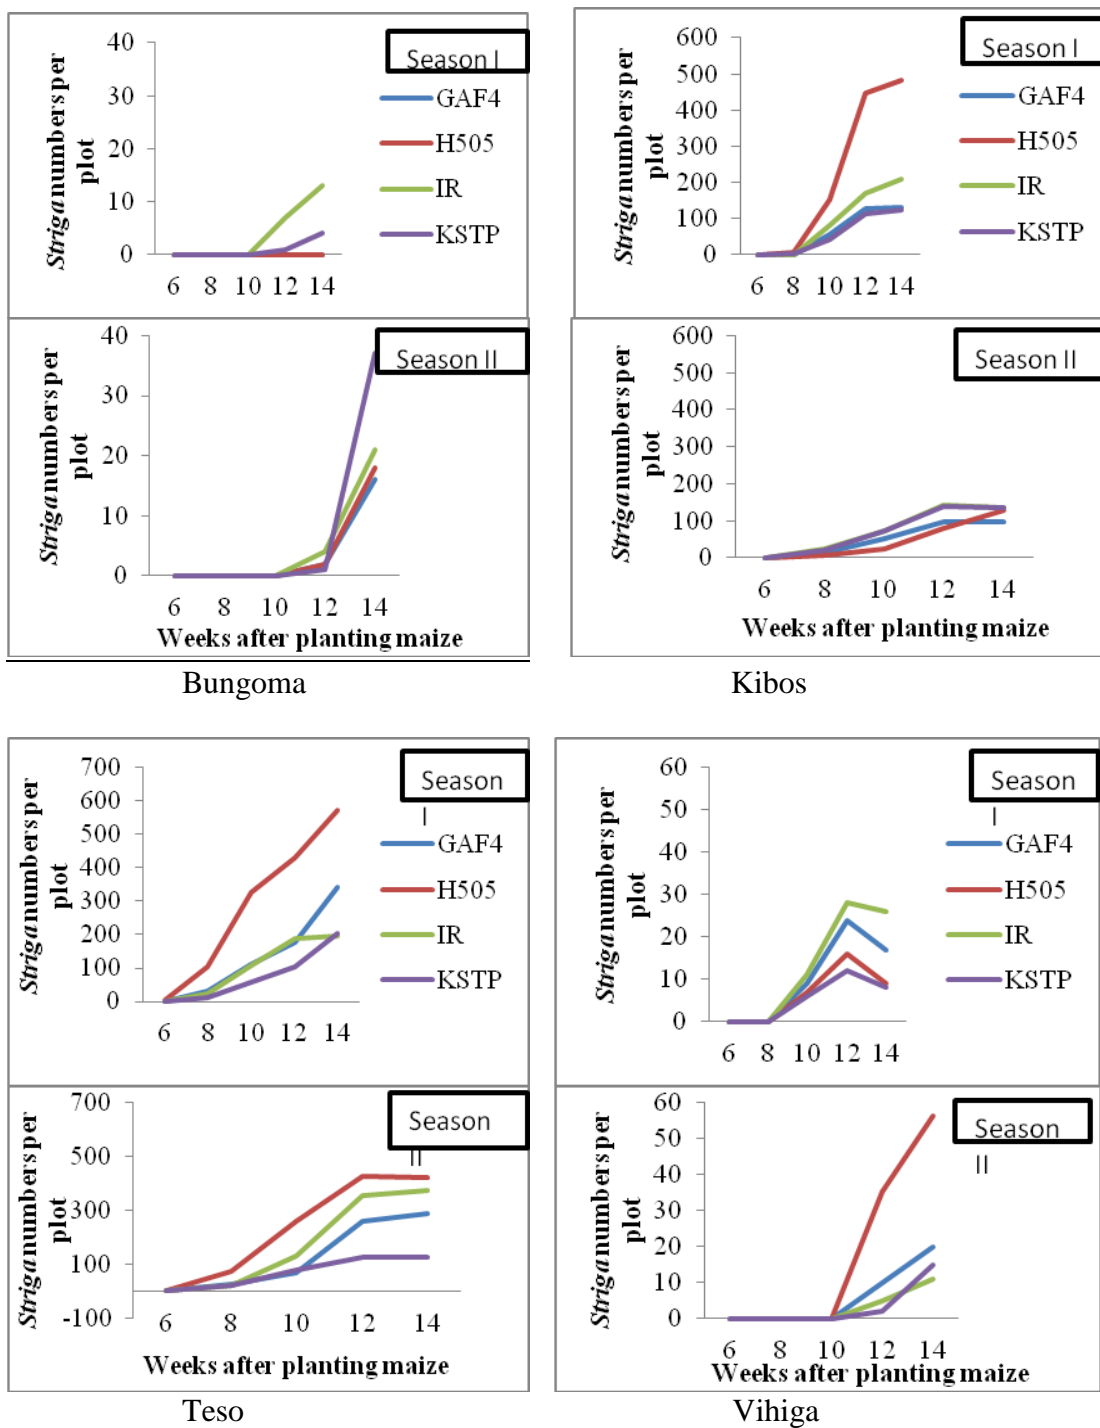 40
30
20
10
0
Striga numbers per
plot
Season I
GAF4
H505
IR
KSTP
6 8 10 12 14
600
500
400
300
200
100
0
Striga numbers per
plot
Season I
GAF4
H505
IR
KSTP
6 8 10 12 14
40
30
20
10
0
Striga numbers per
plot
Season II
6 8 10 12 14
Weeks after planting maize
600
500
400
300
200
100
0
Striga numbers per
plot
Season II
6 8 10 12 14
Weeks after planting maize
Bungoma
Kibos
700
600
500
400
300
200
100
0
Striga numbers per
plot
Season
I
GAF4
H505
IR
KSTP
6 8 10 12 14
60
50
40
30
20
10
0
Striga numbers per
plot
Season
I
GAF4
H505
IR
KSTP
6 8 10 12 14
700
500
300
100
-100
Striga numbers per
plot
Season
II
6 8 10 12 14
Weeks after planting maize
60
50
40
30
20
10
0
Striga numbers per
plot
Season
II
6 8 10 12 14
Weeks after planting maize
Teso
Vihiga